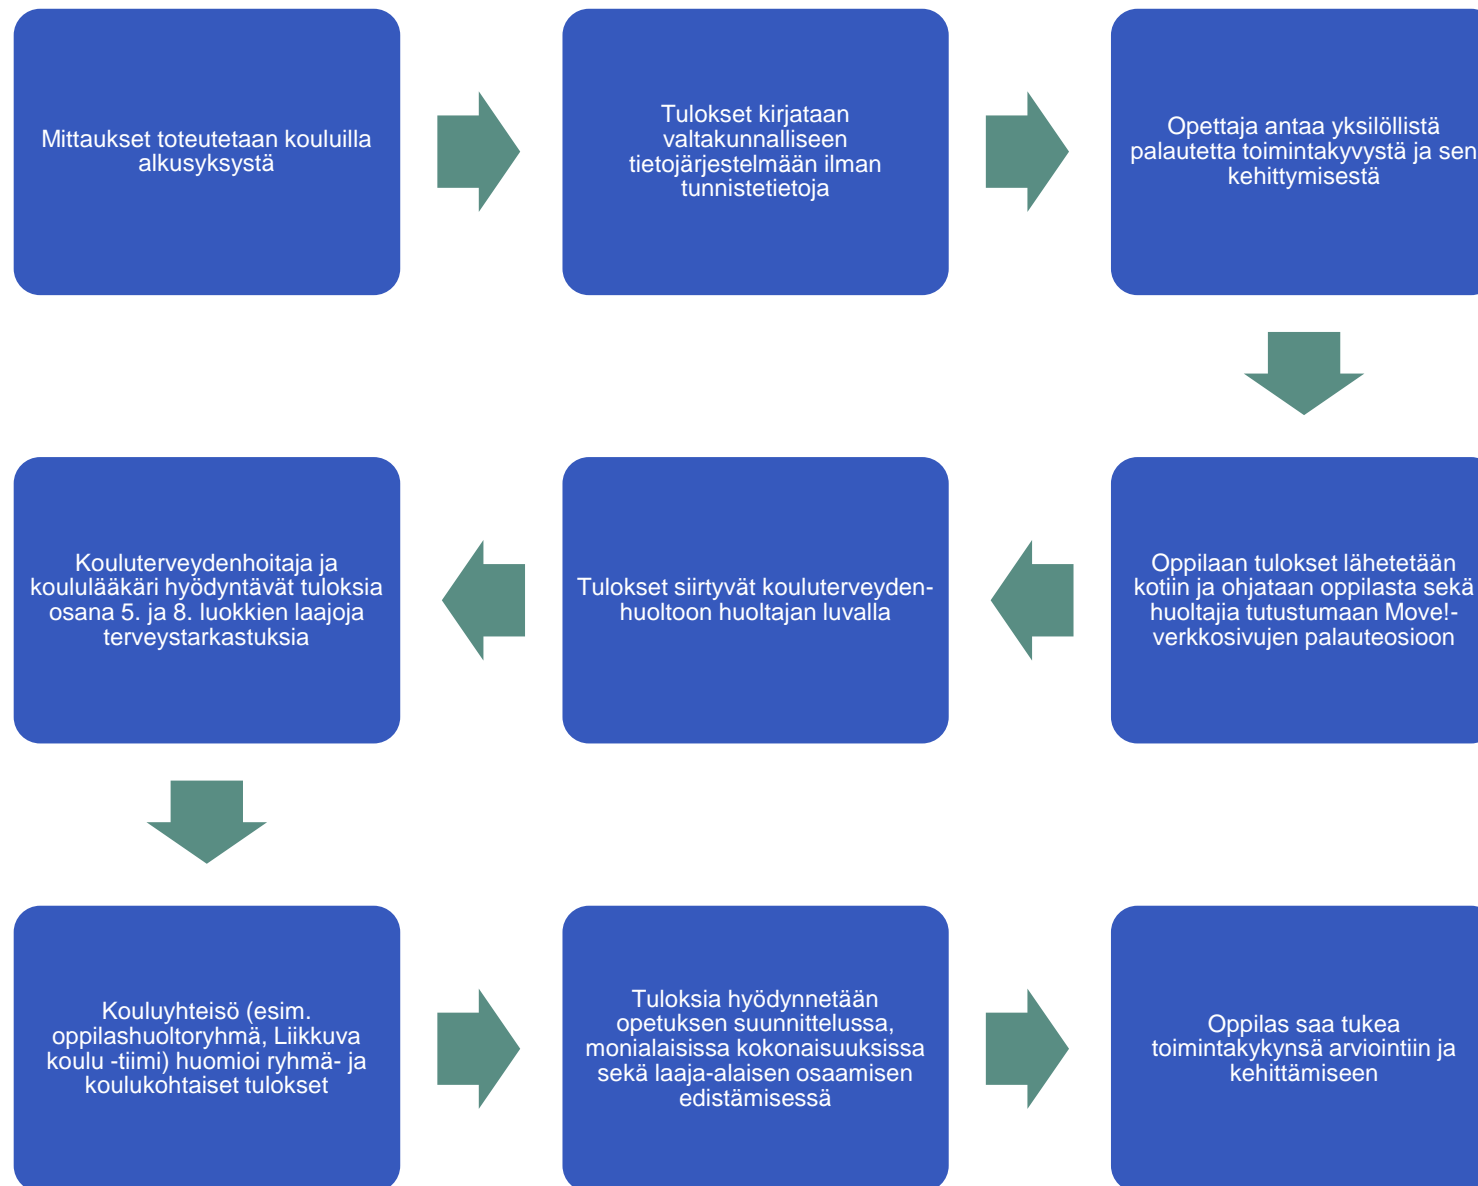 Mittaukset toteutetaan kouluilla
alkusyksystä
Tulokset kirjataan
valtakunnalliseen
tietojärjestelmään ilman
tunnistetietoja
Opettaja antaa yksilöllistä
palautetta toimintakyvystä ja sen
kehittymisestä
Oppilaan tulokset lähetetään
kotiin ja ohjataan oppilasta sekä
huoltajia tutustumaan Move!-
verkkosivujen palauteosioon
Tulokset siirtyvät kouluterveyden-
huoltoon huoltajan luvalla
Kouluterveydenhoitaja ja
koululääkäri hyödyntävät tuloksia
osana 5. ja 8. luokkien laajoja
terveystarkastuksia
Kouluyhteisö (esim.
oppilashuoltoryhmä, Liikkuva
koulu -tiimi) huomioi ryhmä- ja
koulukohtaiset tulokset
Tuloksia hyödynnetään
opetuksen suunnittelussa,
monialaisissa kokonaisuuksissa
sekä laaja-alaisen osaamisen
edistämisessä
Oppilas saa tukea
toimintakykynsä arviointiin ja
kehittämiseen